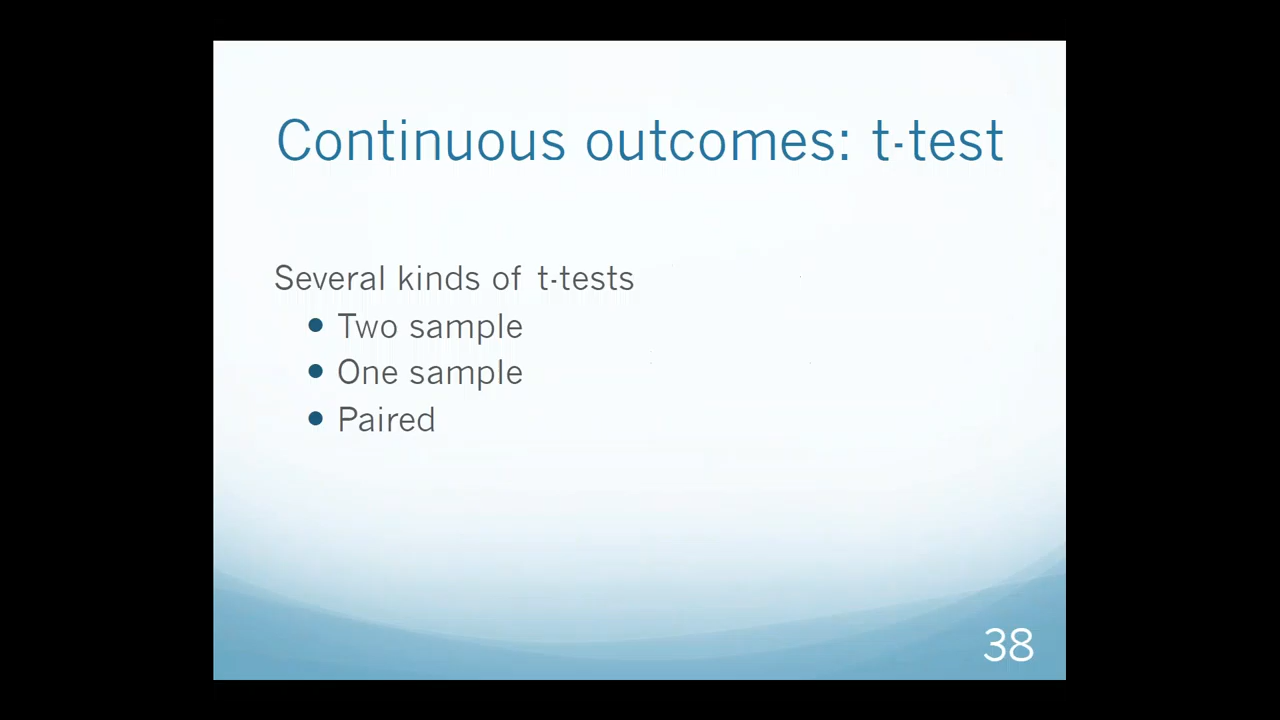 Continuous outcomes: t-test
Several kinds of t-tests
• Two sample
• One sample
• Paired
38